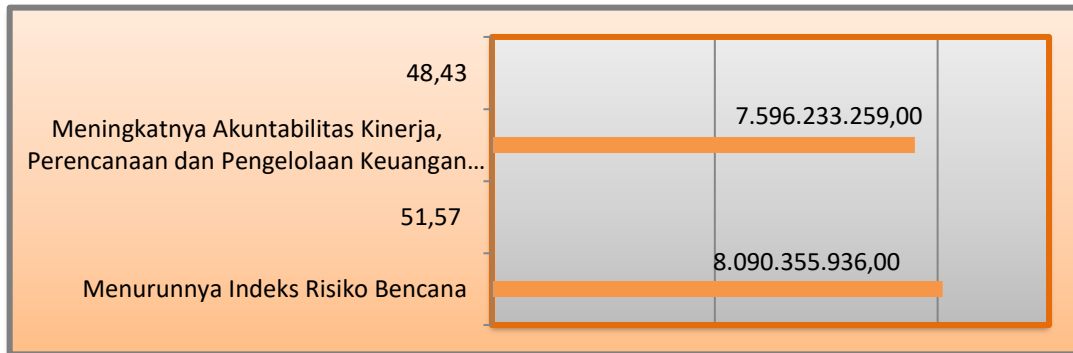 48,43
7.596.233.259,00
Meningkatnya Akuntabilitas Kinerja,
Perencanaan dan Pengelolaan Keuangan…
51,57
8.090.355.936,00
Menurunnya Indeks Risiko Bencana